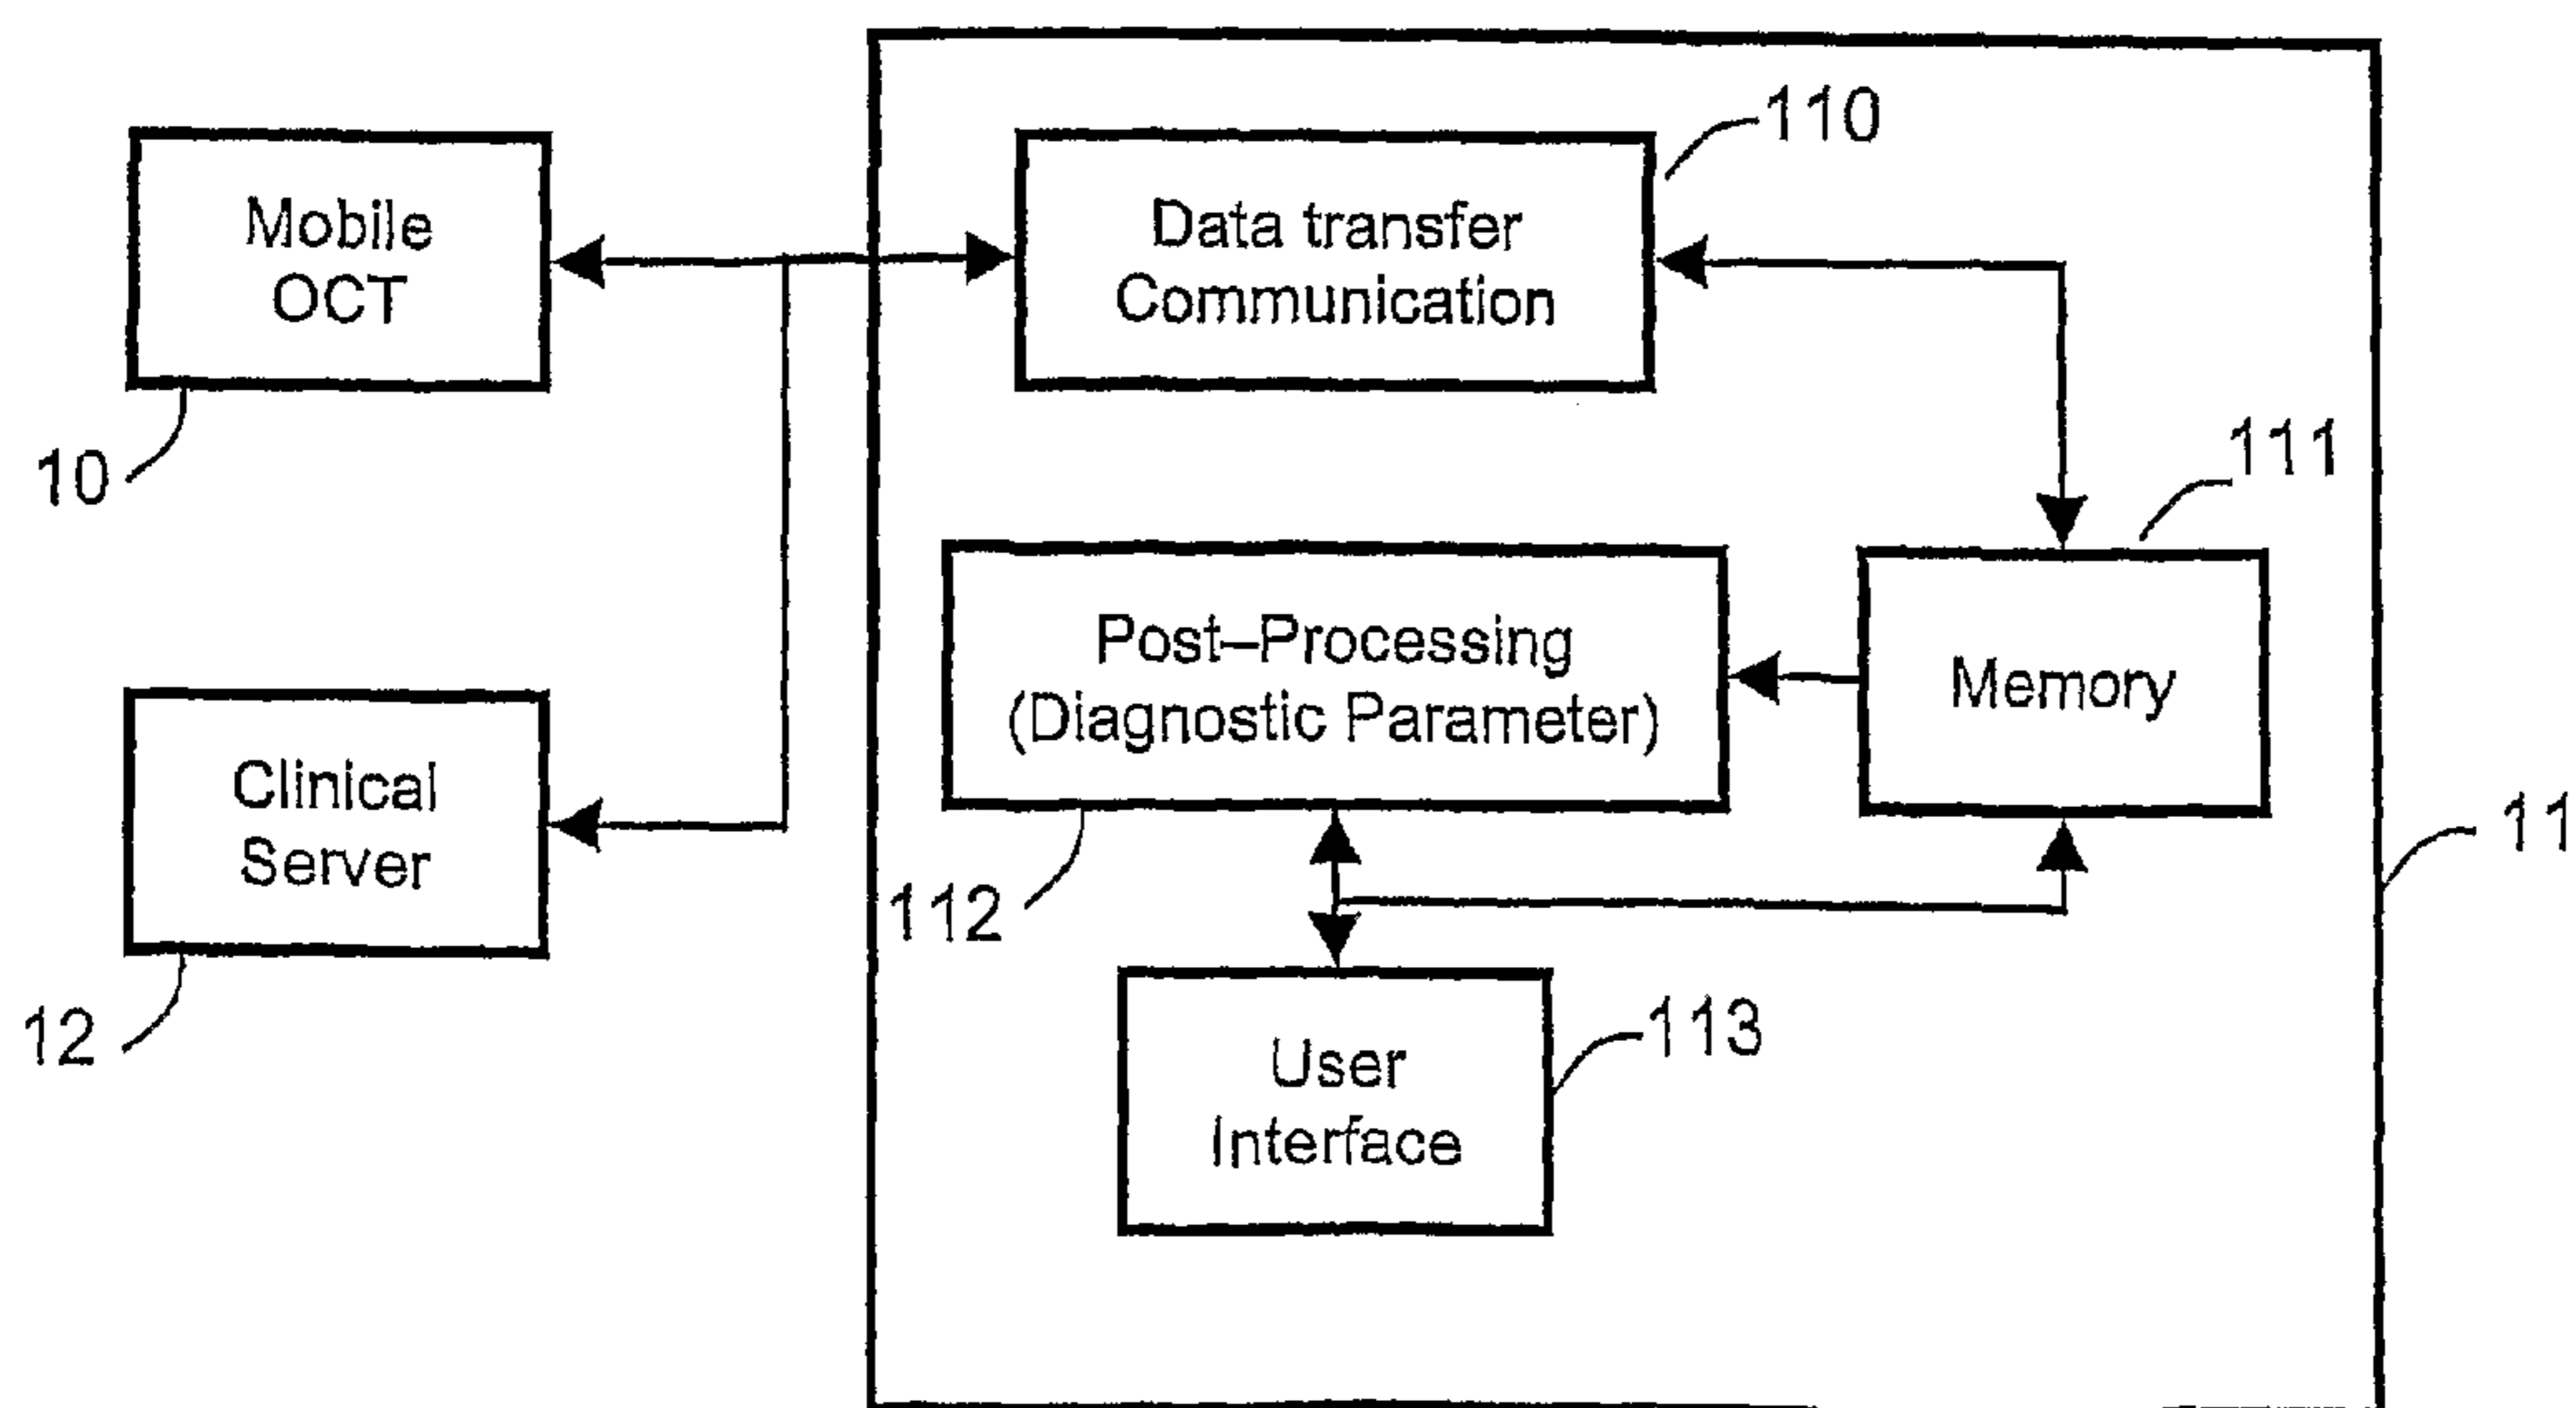 110
Mobile
OCT
Data transfer
Communication
10
111
Post–Processing
(Diagnostic Parameter)
Memory
Clinical
Server
11
112
12
113
User
Interface